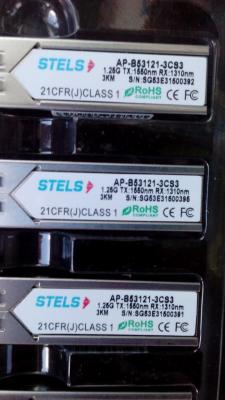 STELS AP-B53121-3CS3
1.25G TX:1550nm RX:1310nm
3KM S/N:SG53E31500392
21CFR(J)CLASS 1 RoHS COMPLIANT FC CE
STELS AP-B53121-3CS3
1.25G TX:1550nm RX:1310nm
3KM S/N:SG53E31500395
21CFR(J)CLASS 1 RoHS COMPLIANT FC CE
STELS AP-B53121-3CS3
1.25G TX:1550nm RX:1310nm
3KM S/N:SG53E31500391
21CFR(J)CLASS 1 RoHS COMPLIANT FC CE